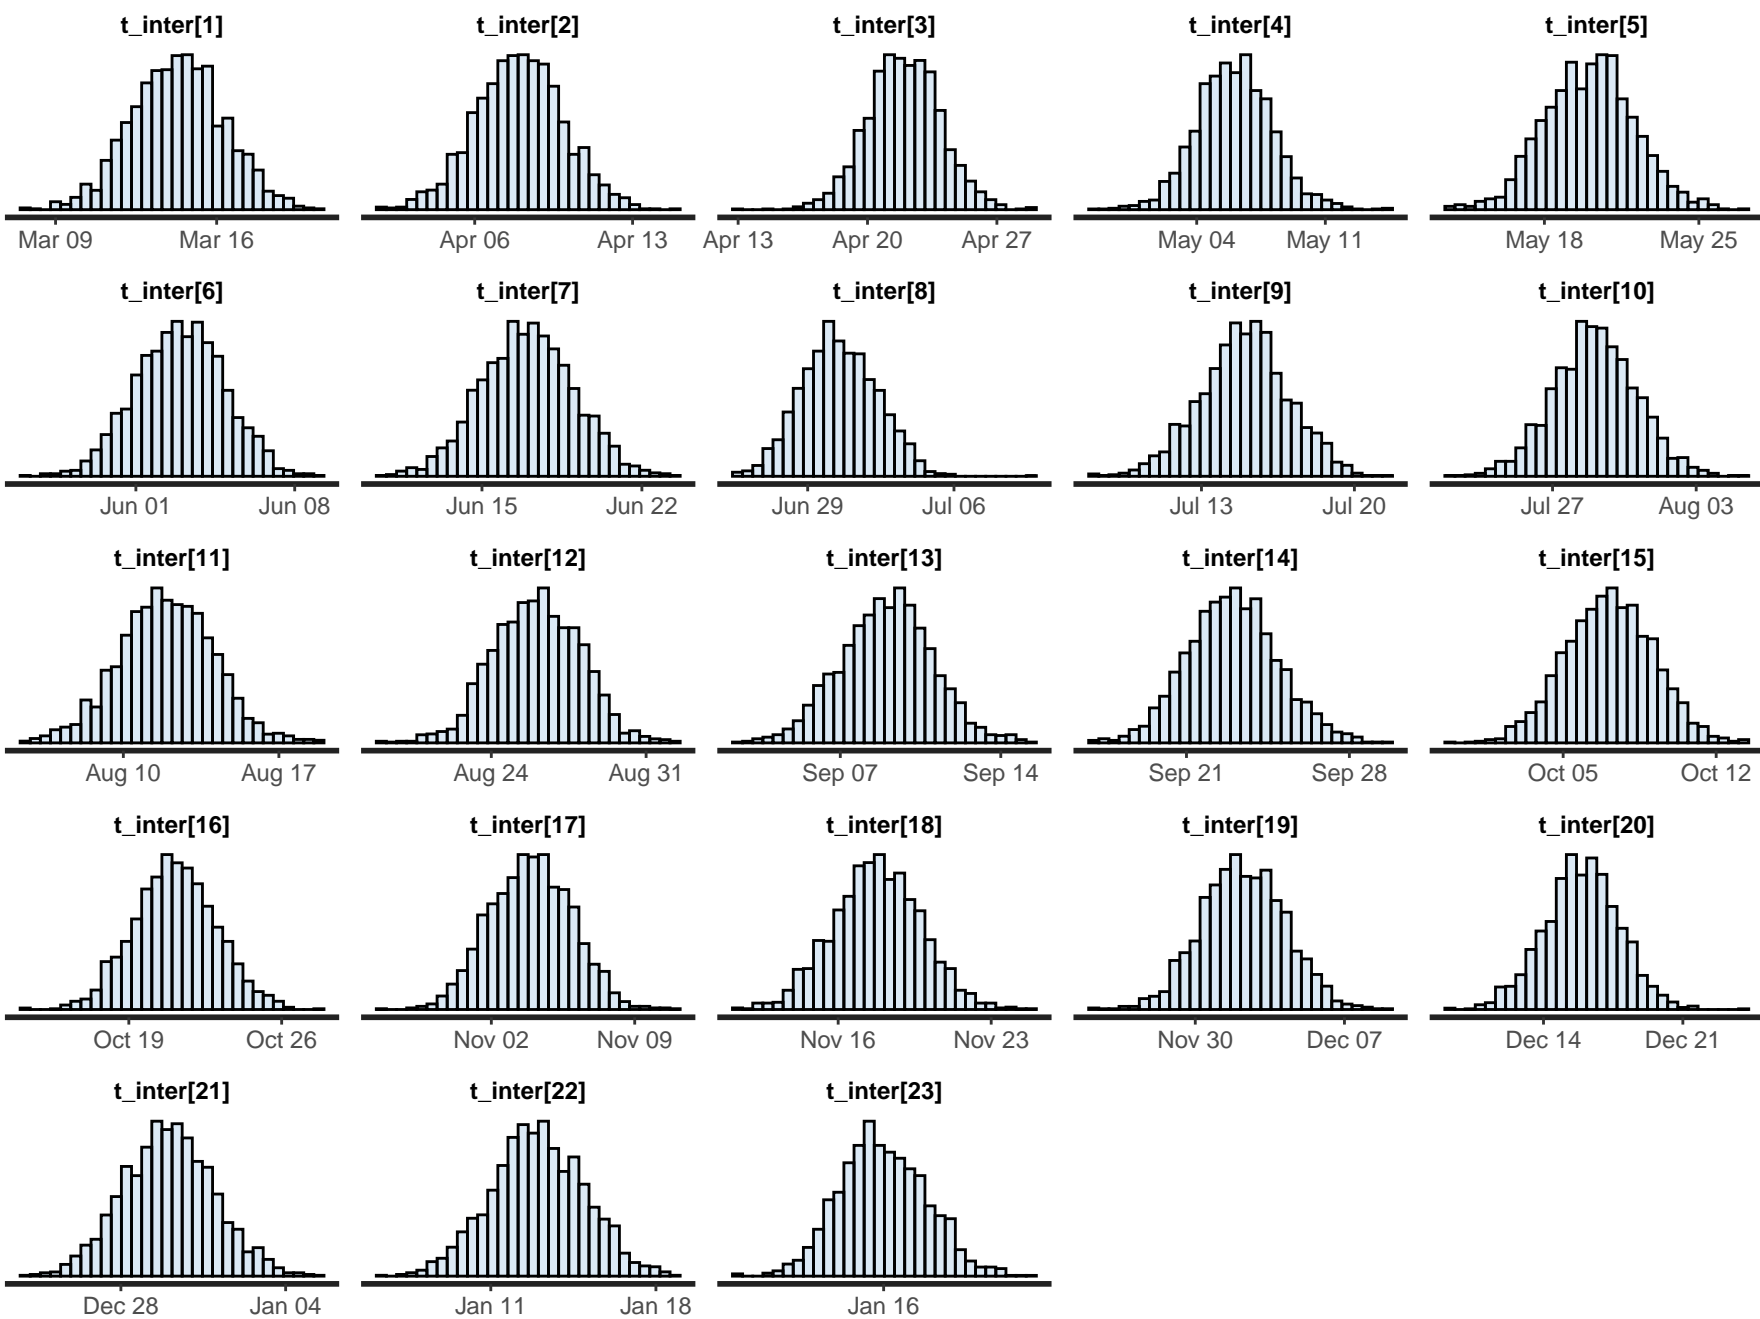 t_inter[1] t_inter[2] t_inter[3] t_inter[4] t_inter[5]
Mar 09 Mar 16 Apr 06 Apr 13 Apr 13 Apr 20 Apr 27 May 04 May 11 May 18 May 25
t_inter[6] t_inter[7] t_inter[8] t_inter[9] t_inter[10]
Jun 01 Jun 08 Jun 15 Jun 22 Jun 29 Jul 06 Jul 13 Jul 20 Jul 27 Aug 03
t_inter[11] t_inter[12] t_inter[13] t_inter[14] t_inter[15]
Aug 10 Aug 17 Aug 24 Aug 31 Sep 07 Sep 14 Sep 21 Sep 28 Oct 05 Oct 12
t_inter[16] t_inter[17] t_inter[18] t_inter[19] t_inter[20]
Oct 19 Oct 26 Nov 02 Nov 09 Nov 16 Nov 23 Nov 30 Dec 07 Dec 14 Dec 21
t_inter[21] t_inter[22] t_inter[23]
Dec 28 Jan 04 Jan 11 Jan 18 Jan 16